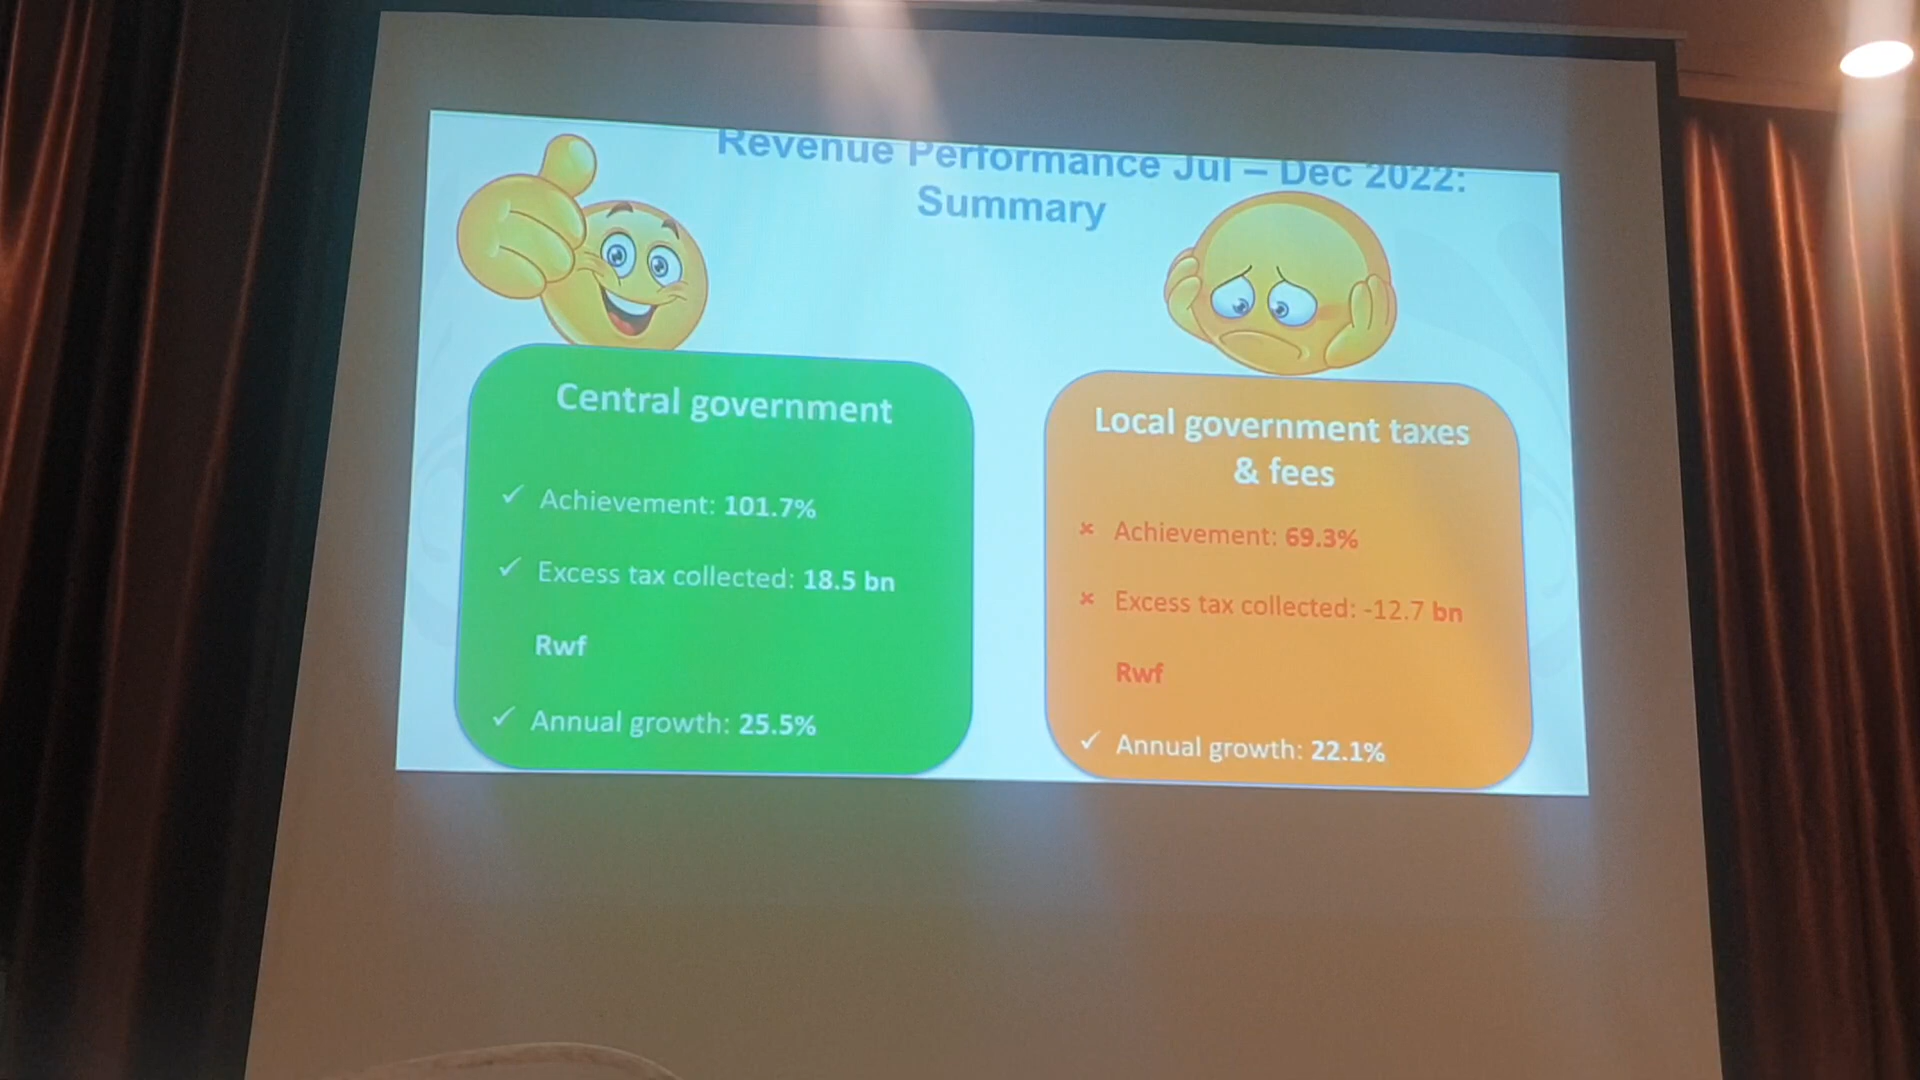 Revenue Performance Jul – Dec 2022:
Summary
Central government
✓ Achievement: 101.7%
✓ Excess tax collected: 18.5 bn
Rwf
✓ Annual growth: 25.5%
Local government taxes
& fees
× Achievement: 69.3%
× Excess tax collected: -12.7 bn
Rwf
✓ Annual growth: 22.1%